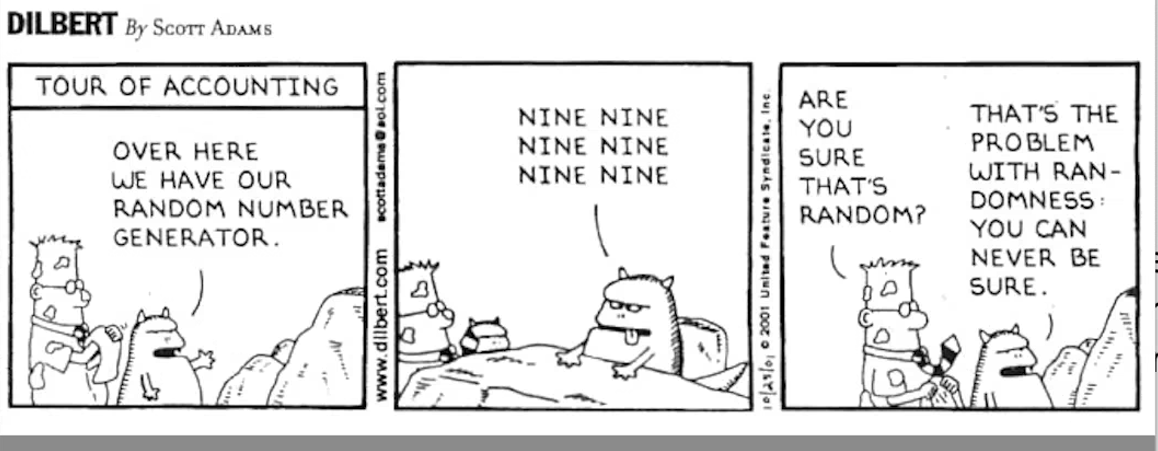 DILBERT By SCOTT ADAMS
TOUR OF ACCOUNTING
OVER HERE
WE HAVE OUR
RANDOM NUMBER
GENERATOR.
www.dilbert.com scottadams@aol.com
NINE NINE
NINE NINE
NINE NINE
10/25/01 © 2001 United Feature Syndicate, Inc.
ARE
YOU
SURE
THAT'S
RANDOM?
THAT'S THE
PROBLEM
WITH RAN-
DOMNESS:
YOU CAN
NEVER BE
SURE.